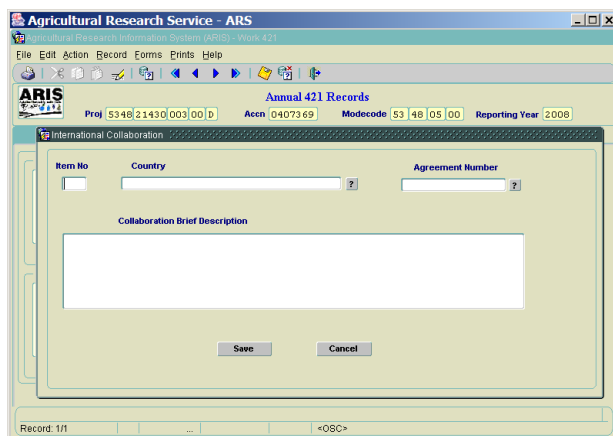 Agricultural Research Service - ARS
Agricultural Research Information System (ARIS) - Work 421
File Edit Action Record Forms Prints Help
ARIS
Annual 421 Records
Proj 5348 21430 003 00 D Accn 0407369 Modecode 53 48 05 00 Reporting Year 2008
International Collaboration
Item No Country Agreement Number
? ?
Collaboration Brief Description
Save Cancel
Record: 1/1 ... <OSC>